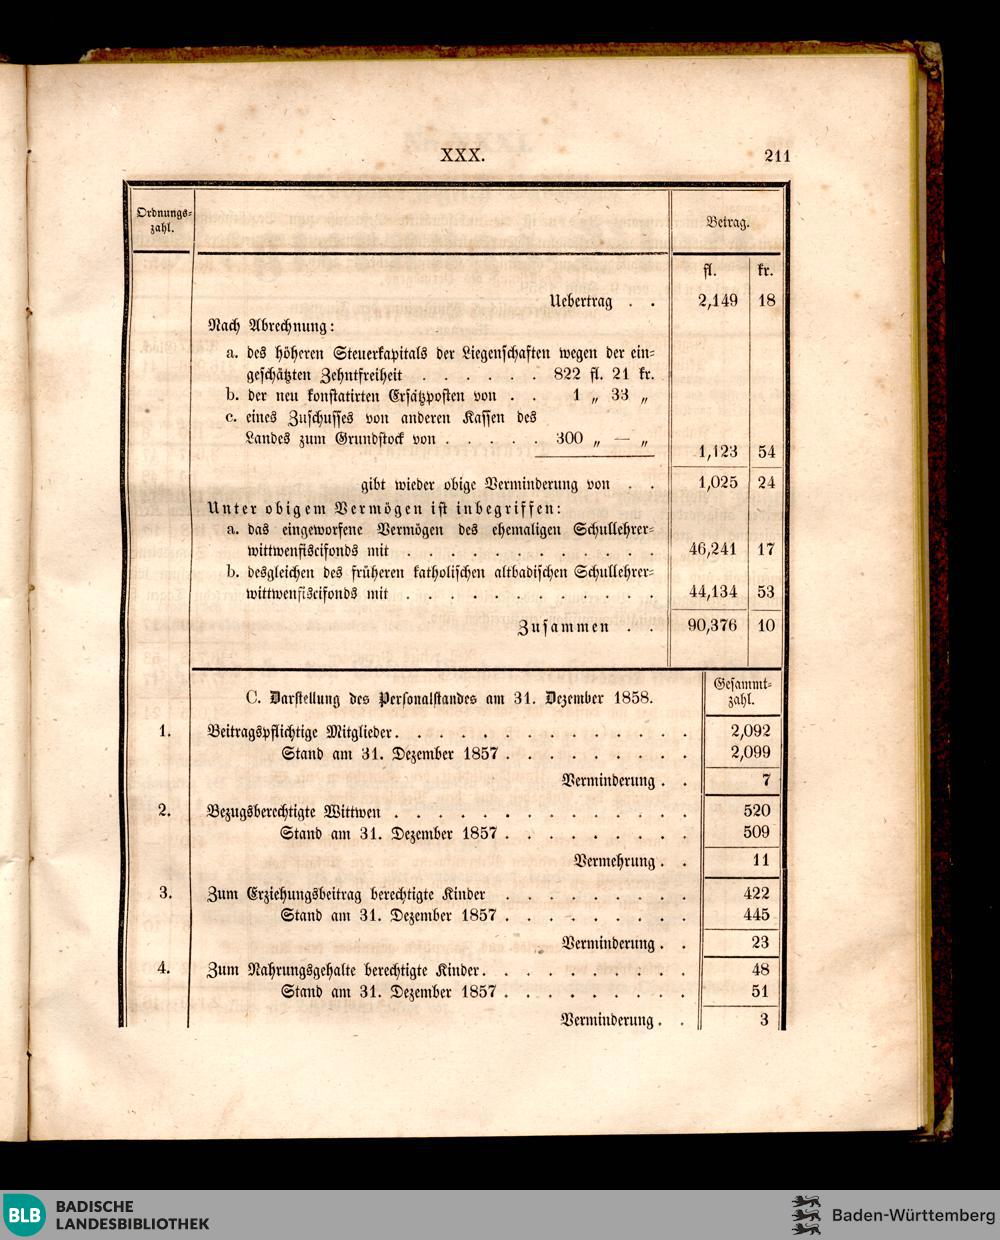 XXX. 211
Ordnungs=
zahl.
Betrag.
fl. kr.
Uebertrag . . 2,149 18
Nach Abrechnung:
a. des höheren Steuerkapitals der Liegenschaften wegen der ein=
geschätzten Zehntfreiheit . . . . . . 822 fl. 21 kr.
b. der neu konstatirten Ersätzposten von . . 1 „ 33 „
c. eines Zuschusses von anderen Kassen des
Landes zum Grundstock von . . . . . 300 „ — „
1,123 54
gibt wieder obige Verminderung von . . 1,025 24
Unter obigem Vermögen ist inbegriffen:
a. das eingeworfene Vermögen des ehemaligen Schullehrer=
wittwenfiscifonds mit . . . . . . . . . . . 46,241 17
b. desgleichen des früheren katholischen altbadischen Schullehrer=
wittwenfiscifonds mit . . . . . . . . . . . 44,134 53
Zusammen . . 90,376 10
C. Darstellung des Personalstandes am 31. Dezember 1858.
Gesammt=
zahl.
1. Beitragspflichtige Mitglieder . . . . . . . . . . . . . 2,092
Stand am 31. Dezember 1857 . . . . . . . . 2,099
Verminderung . . 7
2. Bezugsberechtigte Wittwen . . . . . . . . . . . . . 520
Stand am 31. Dezember 1857 . . . . . . . . 509
Vermehrung . . 11
3. Zum Erziehungsbeitrag berechtigte Kinder . . . . . . . . 422
Stand am 31. Dezember 1857 . . . . . . . . 445
Verminderung . . 23
4. Zum Nahrungsgehalte berechtigte Kinder . . . . . . . . . 48
Stand am 31. Dezember 1857 . . . . . . . . 51
Verminderung . . 3
BLB BADISCHE
LANDESBIBLIOTHEK
Baden-Württemberg